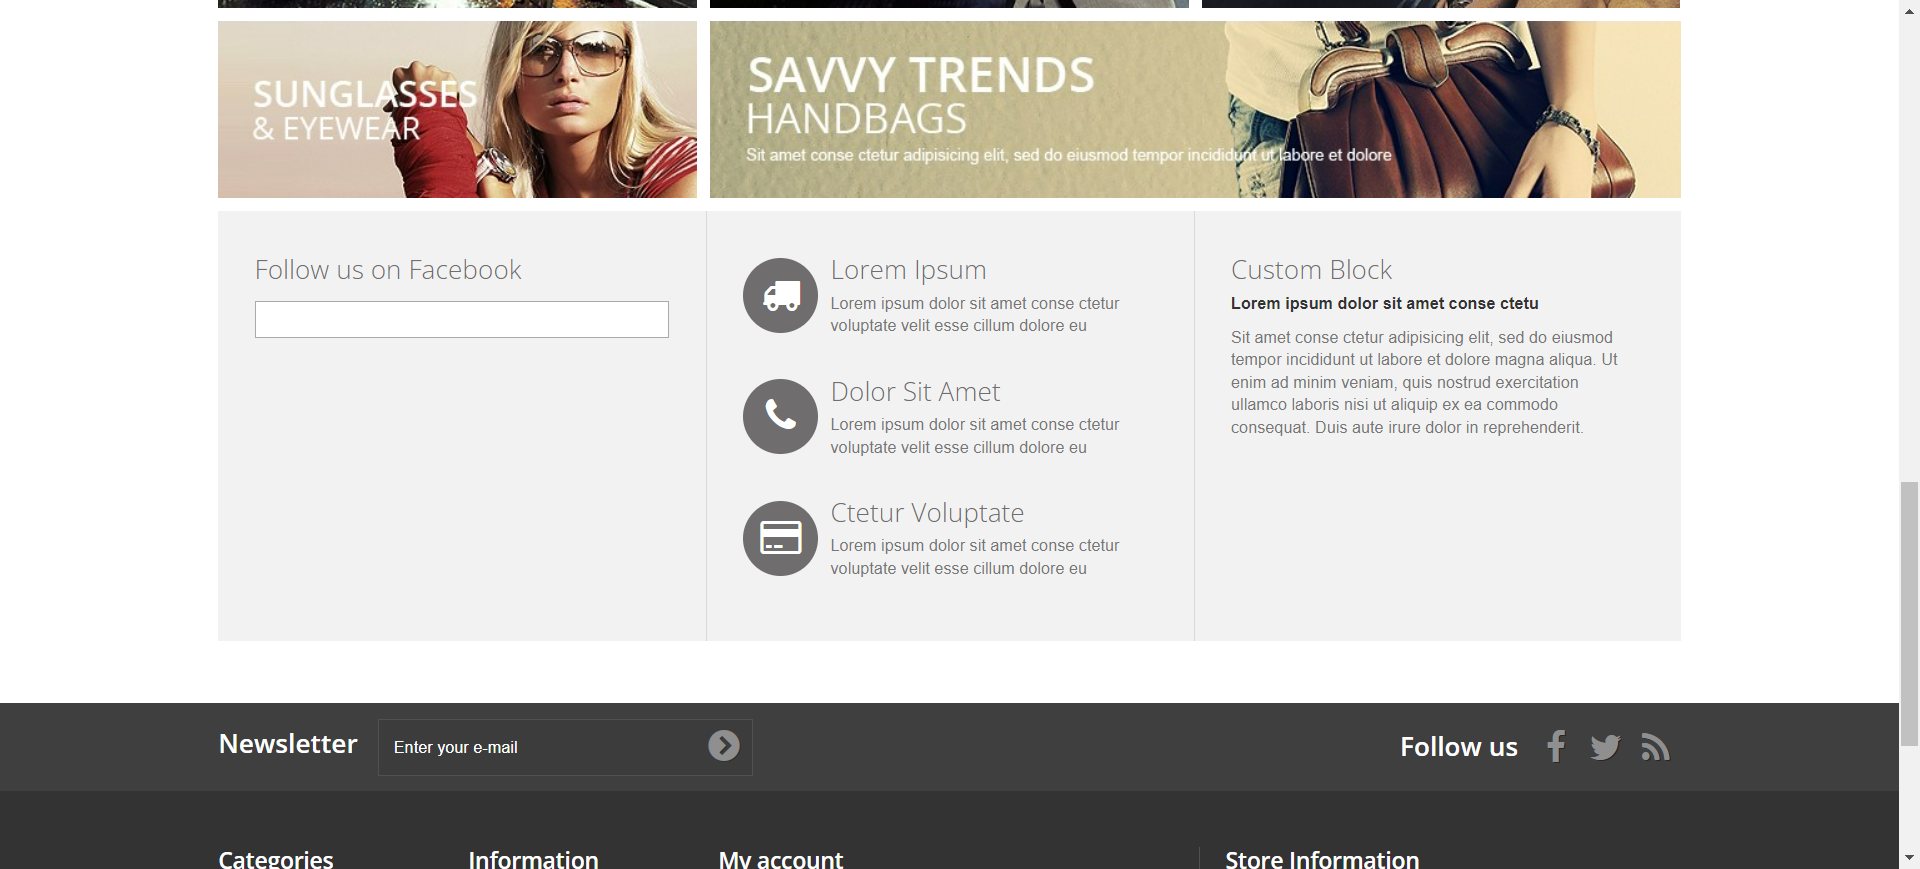 SUNGLASSES
& EYEWEAR
SAVVY TRENDS
HANDBAGS
Sit amet conse ctetur adipisicing elit, sed do eiusmod tempor incididunt ut labore et dolore
Follow us on Facebook
Lorem Ipsum
Lorem ipsum dolor sit amet conse ctetur
voluptate velit esse cillum dolore eu
Dolor Sit Amet
Lorem ipsum dolor sit amet conse ctetur
voluptate velit esse cillum dolore eu
Ctetur Voluptate
Lorem ipsum dolor sit amet conse ctetur
voluptate velit esse cillum dolore eu
Custom Block
Lorem ipsum dolor sit amet conse ctetu
Sit amet conse ctetur adipisicing elit, sed do eiusmod
tempor incididunt ut labore et dolore magna aliqua. Ut
enim ad minim veniam, quis nostrud exercitation
ullamco laboris nisi ut aliquip ex ea commodo
consequat. Duis aute irure dolor in reprehenderit.
Newsletter
Enter your e-mail
Follow us
Categories
Information
My account
Store Information